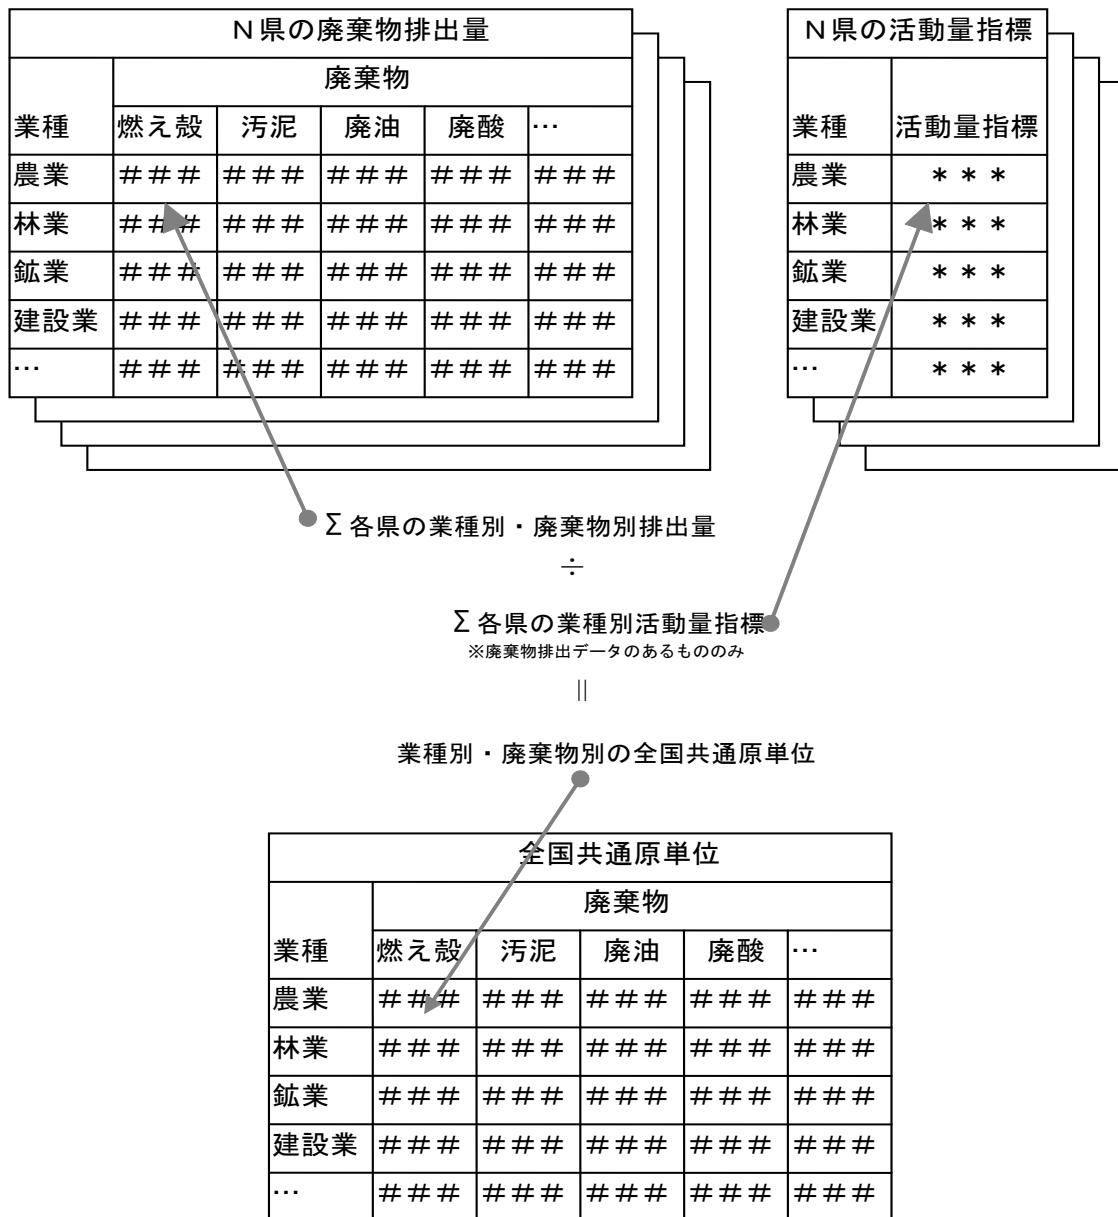 N県の廃棄物排出量
廃棄物
業種 燃え殻 汚泥 廃油 廃酸 …
農業 ### ### ### ### ###
林業 ### ### ### ### ###
鉱業 ### ### ### ### ###
建設業 ### ### ### ### ###
… ### ### ### ### ###
N県の活動量指標
業種 活動量指標
農業 ***
林業 ***
鉱業 ***
建設業 ***
… ***
Σ各県の業種別・廃棄物別排出量
÷
Σ各県の業種別活動量指標
※廃棄物排出データのあるもののみ
||
業種別・廃棄物別の全国共通原単位
全国共通原単位
廃棄物
業種 燃え殻 汚泥 廃油 廃酸 …
農業 ### ### ### ### ###
林業 ### ### ### ### ###
鉱業 ### ### ### ### ###
建設業 ### ### ### ### ###
… ### ### ### ### ###